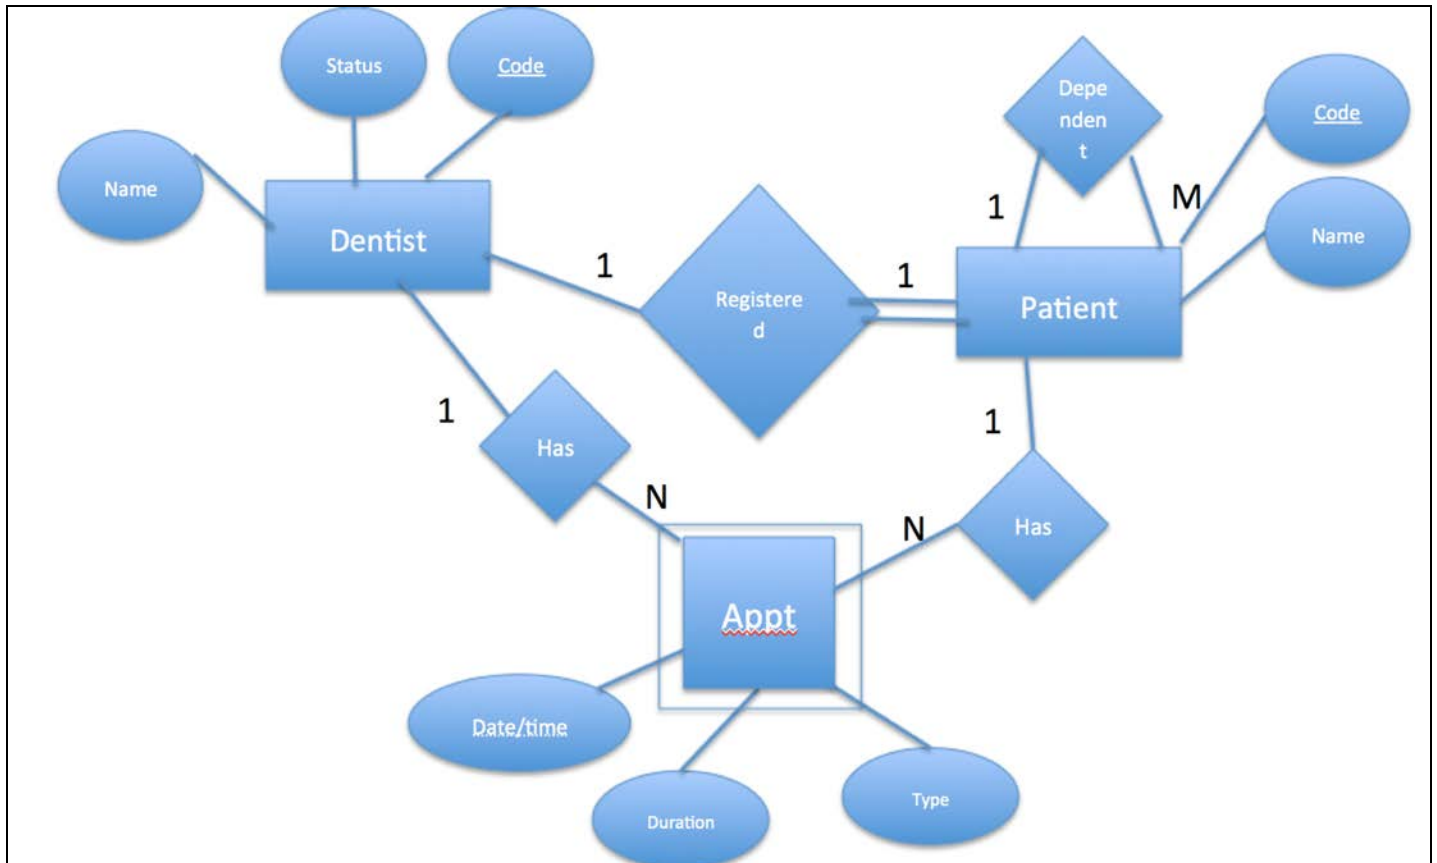 Status
Code
Depe
nden
t
Code
Name
M
1
Name
Dentist
1
1
Registere
d
Patient
1
Has
1
N
N
Has
Appt
Date/time
Duration
Type